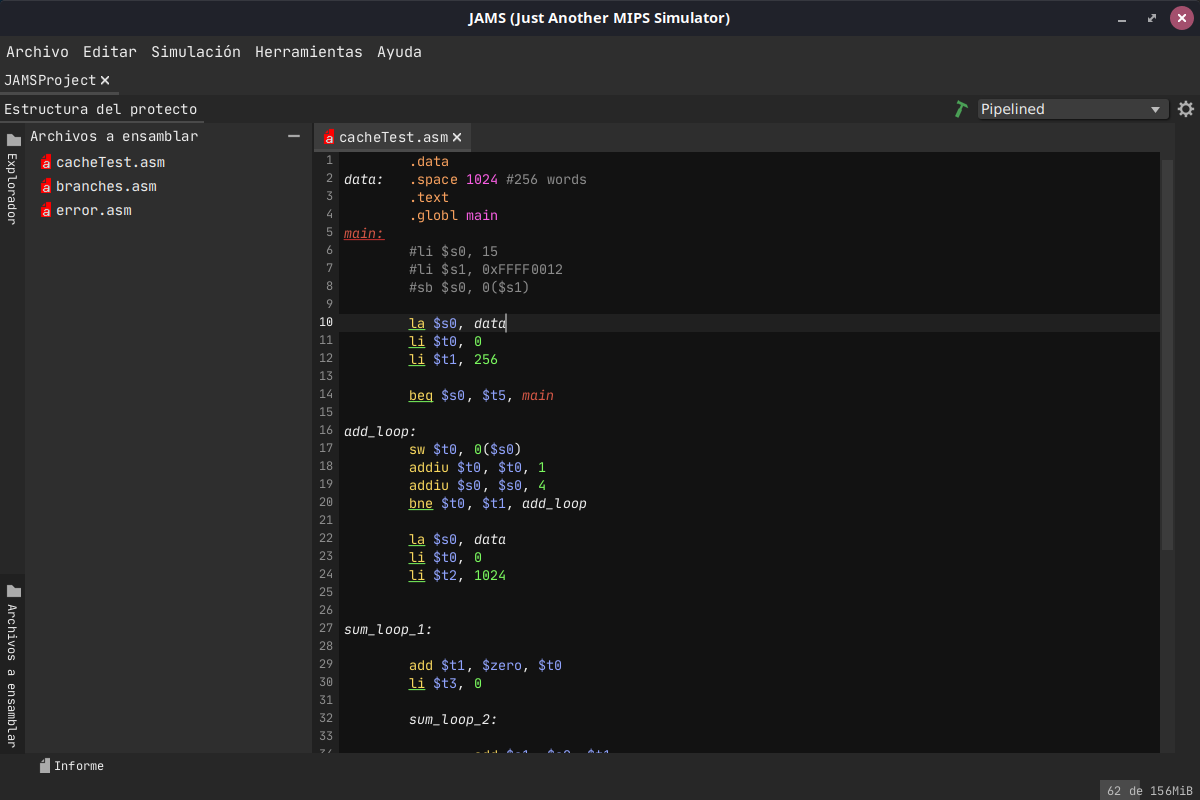 JAMS (Just Another MIPS Simulator)
Archivo Editar Simulación Herramientas Ayuda
JAMSProject
Estructura del protecto
Pipelined
Explorador
Archivos a ensamblar
cacheTest.asm
branches.asm
error.asm
Archivos a ensamblar
cacheTest.asm
1 .data
2 data: .space 1024 #256 words
3 .text
4 .globl main
5 main:
6 #li $s0, 15
7 #li $s1, 0xFFFF0012
8 #sb $s0, 0($s1)
9
10 la $s0, data
11 li $t0, 0
12 li $t1, 256
13
14 beq $s0, $t5, main
15
16 add_loop:
17 sw $t0, 0($s0)
18 addiu $t0, $t0, 1
19 addiu $s0, $s0, 4
20 bne $t0, $t1, add_loop
21
22 la $s0, data
23 li $t0, 0
24 li $t2, 1024
25
26
27 sum_loop_1:
28
29 add $t1, $zero, $t0
30 li $t3, 0
31
32 sum_loop_2:
33
Informe
62 de 156MiB